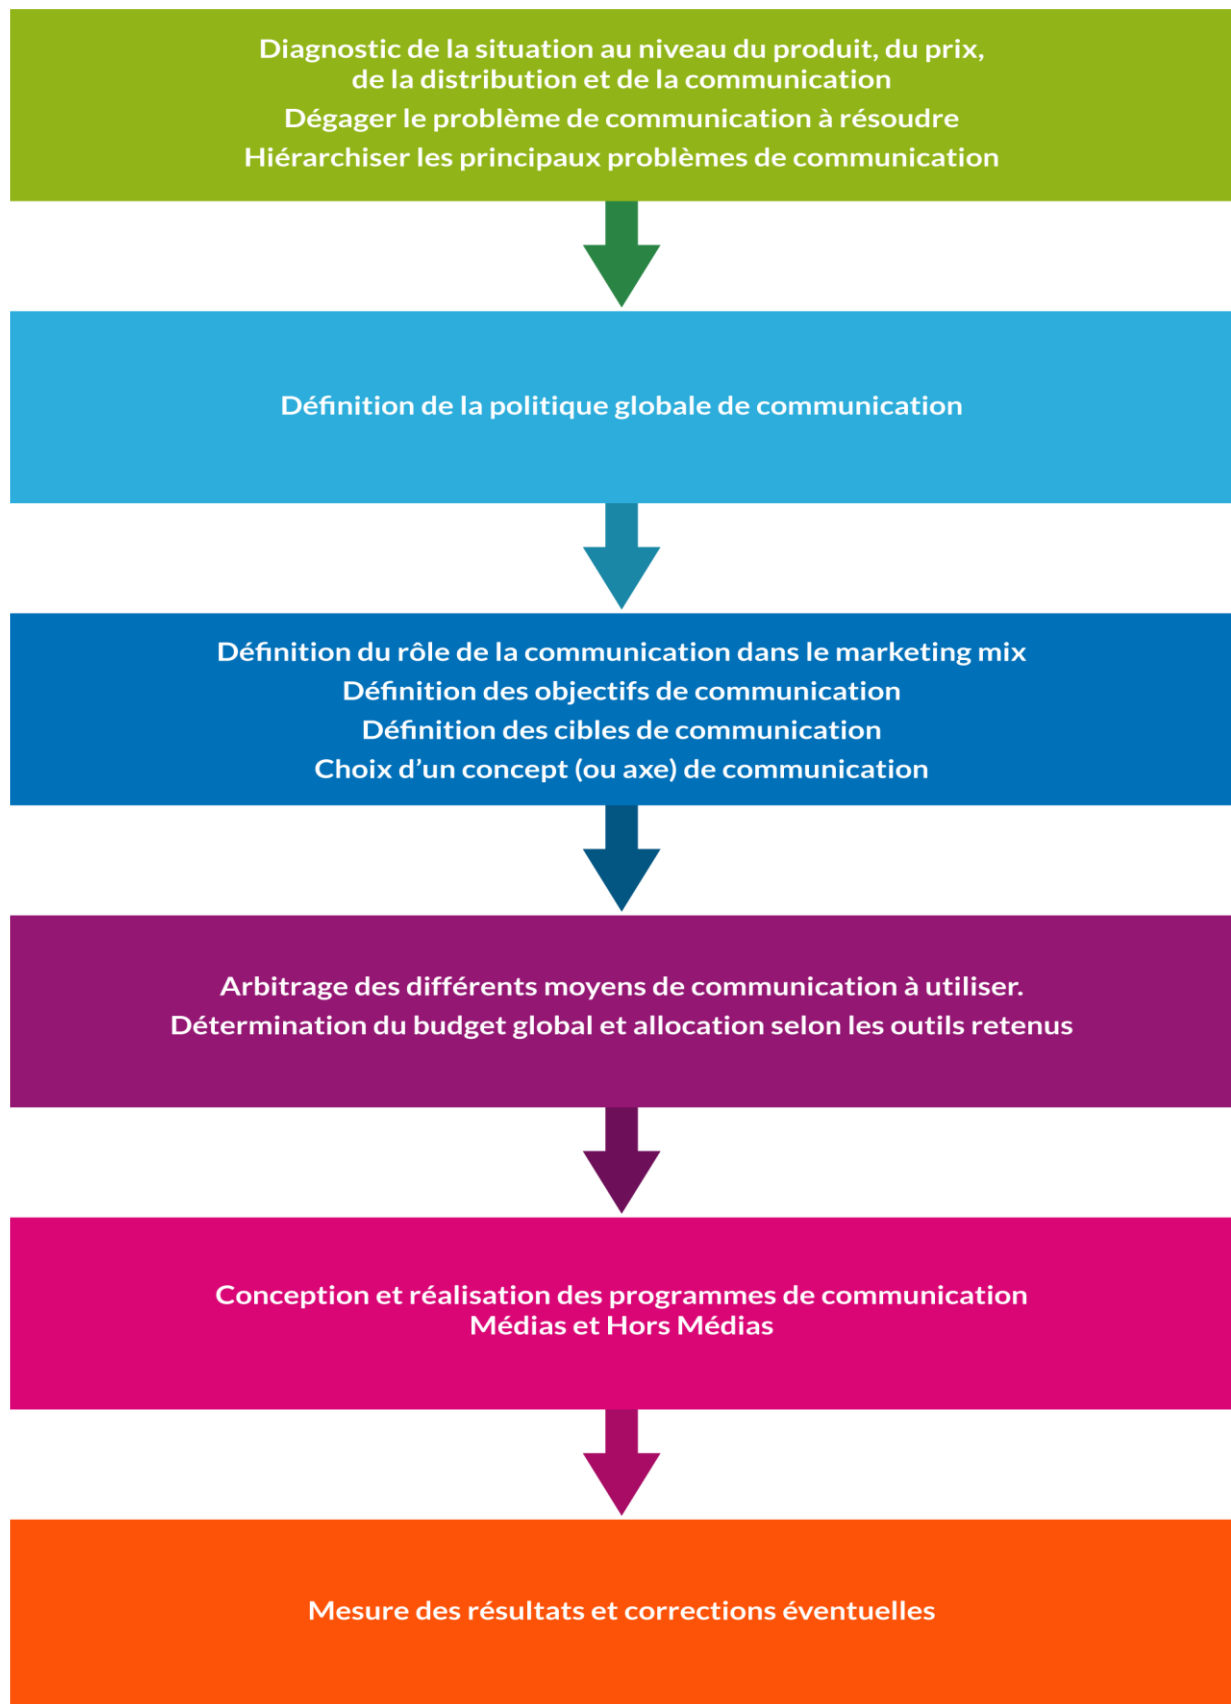 Diagnostic de la situation au niveau du produit, du prix,
de la distribution et de la communication
Dégager le problème de communication à résoudre
Hiérarchiser les principaux problèmes de communication
Définition de la politique globale de communication
Définition du rôle de la communication dans le marketing mix
Définition des objectifs de communication
Définition des cibles de communication
Choix d’un concept (ou axe) de communication
Arbitrage des différents moyens de communication à utiliser.
Détermination du budget global et allocation selon les outils retenus
Conception et réalisation des programmes de communication
Médias et Hors Médias
Mesure des résultats et corrections éventuelles